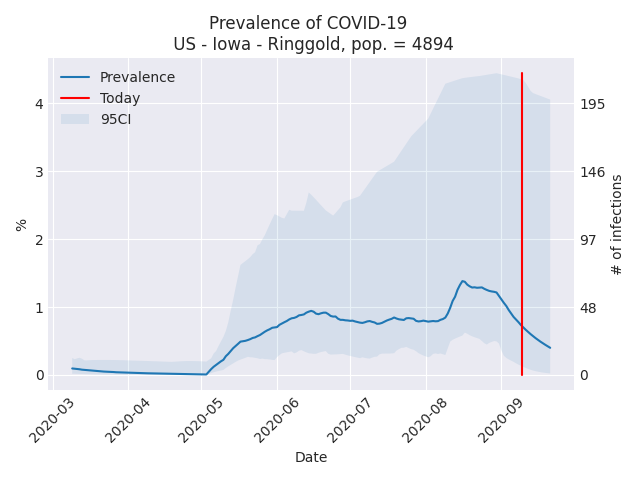 Prevalence of COVID-19
US - Iowa - Ringgold, pop. = 4894
Prevalence
Today
95CI
4
3
2
1
0
%
195
146
97
48
0
# of infections
2020-03
2020-04
2020-05
2020-06
2020-07
2020-08
2020-09
Date